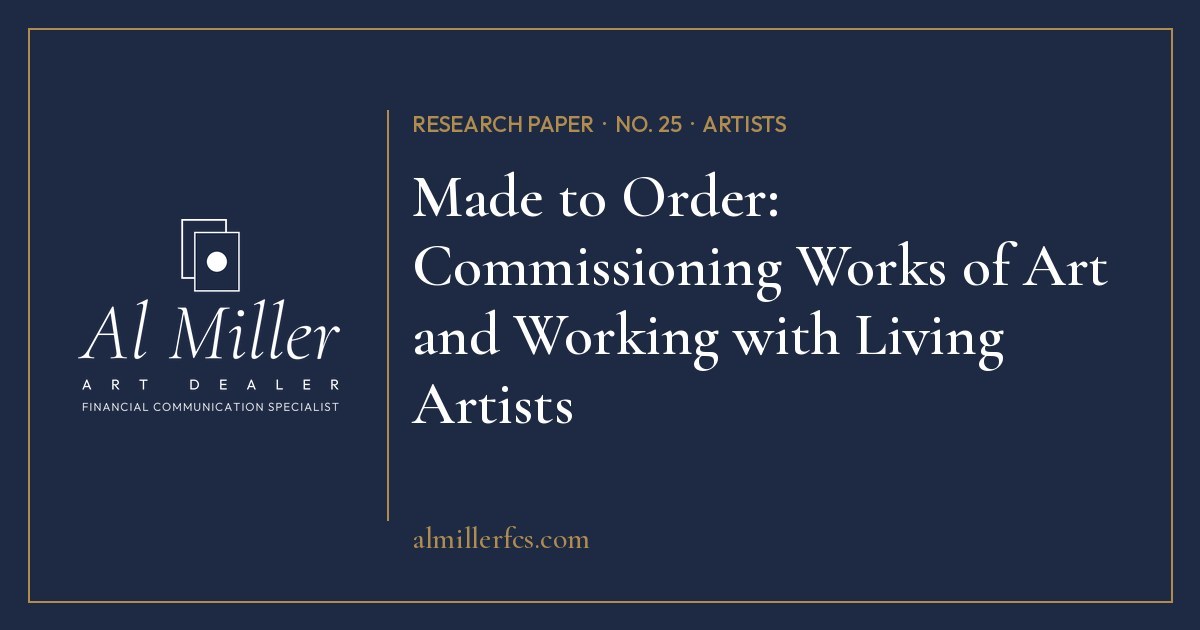 Al Miller
ART DEALER
FINANCIAL COMMUNICATION SPECIALIST
RESEARCH PAPER · NO. 25 · ARTISTS
Made to Order:
Commissioning Works of Art
and Working with Living
Artists
almillerfcs.com